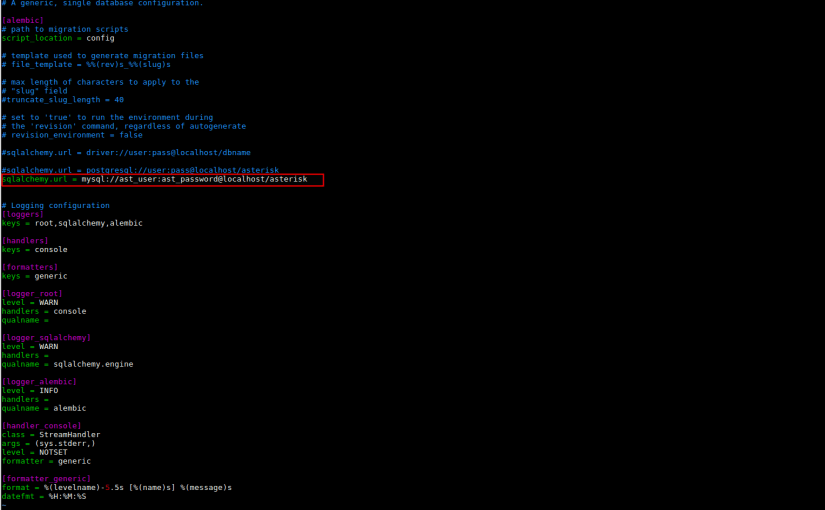 # A generic, single database configuration.
[alembic]
# path to migration scripts
script_location = config
# template used to generate migration files
# file_template = %%(rev)s_%%(slug)s
# max length of characters to apply to the
# "slug" field
#truncate_slug_length = 40
# set to 'true' to run the environment during
# the 'revision' command, regardless of autogenerate
# revision_environment = false
#sqlalchemy.url = driver://user:pass@localhost/dbname
#sqlalchemy.url = postgresql://user:pass@localhost/asterisk
sqlalchemy.url = mysql://ast_user:ast_password@localhost/asterisk
# Logging configuration
[loggers]
keys = root,sqlalchemy,alembic
[handlers]
keys = console
[formatters]
keys = generic
[logger_root]
level = WARN
handlers = console
qualname =
[logger_sqlalchemy]
level = WARN
handlers =
qualname = sqlalchemy.engine
[logger_alembic]
level = INFO
handlers =
qualname = alembic
[handler_console]
class = StreamHandler
args = (sys.stderr,)
level = NOTSET
formatter = generic
[formatter_generic]
format = %(levelname)-5.5s [%(name)s] %(message)s
datefmt = %H:%M:%S
~